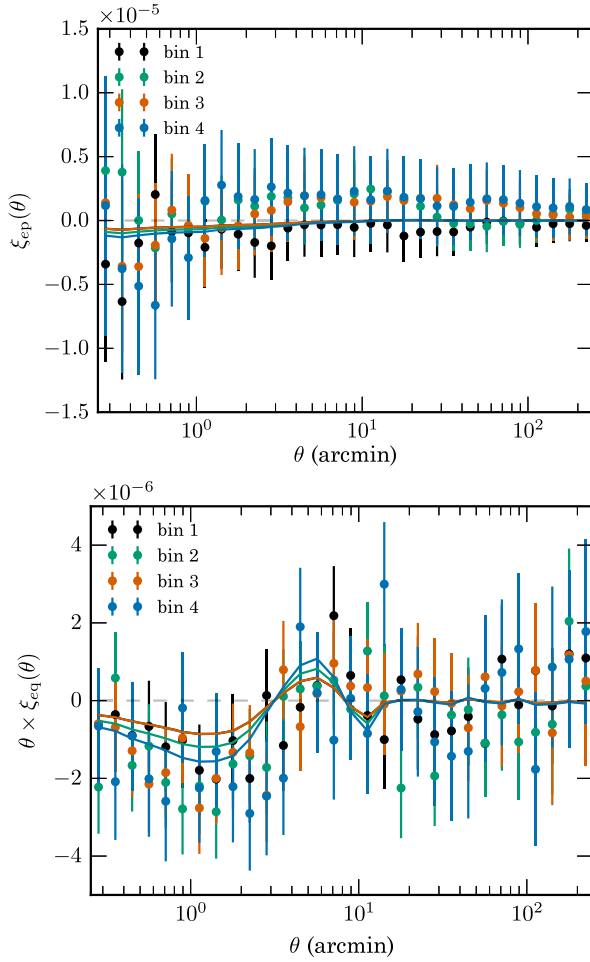 ×10⁻⁵
1.5
1.0
0.5
0.0
−0.5
−1.0
−1.5
ξ_ep(θ)
bin 1
bin 2
bin 3
bin 4
10⁰ 10¹ 10²
θ (arcmin)
×10⁻⁶
4
2
0
−2
−4
θ × ξ_eq(θ)
bin 1
bin 2
bin 3
bin 4
10⁰ 10¹ 10²
θ (arcmin)